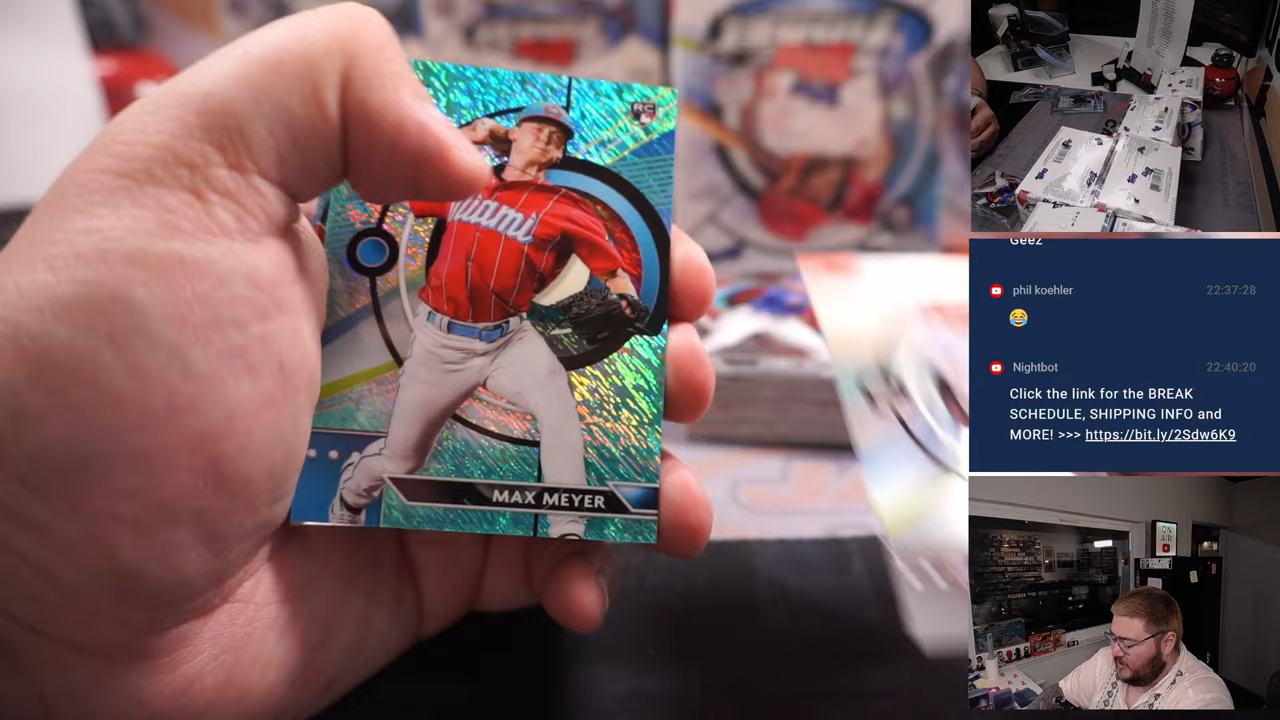 RC
Miami
MAX MEYER
Geez
phil koehler 22:37:28
Nightbot 22:40:20
Click the link for the BREAK
SCHEDULE, SHIPPING INFO and
MORE! >>> https://bit.ly/2Sdw6K9
ON
AIR